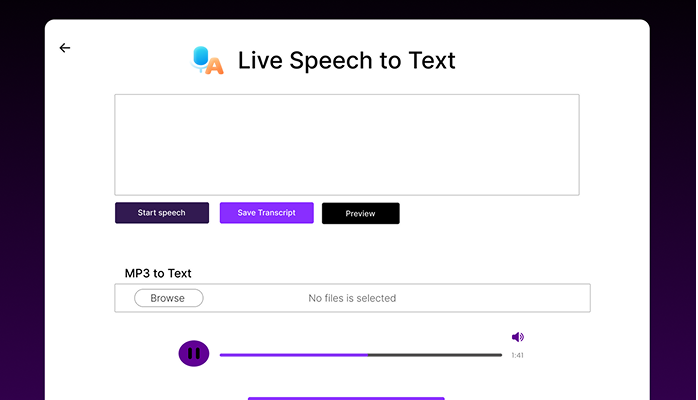 Live Speech to Text
Start speech
Save Transcript
Preview
MP3 to Text
Browse
No files is selected
1:41